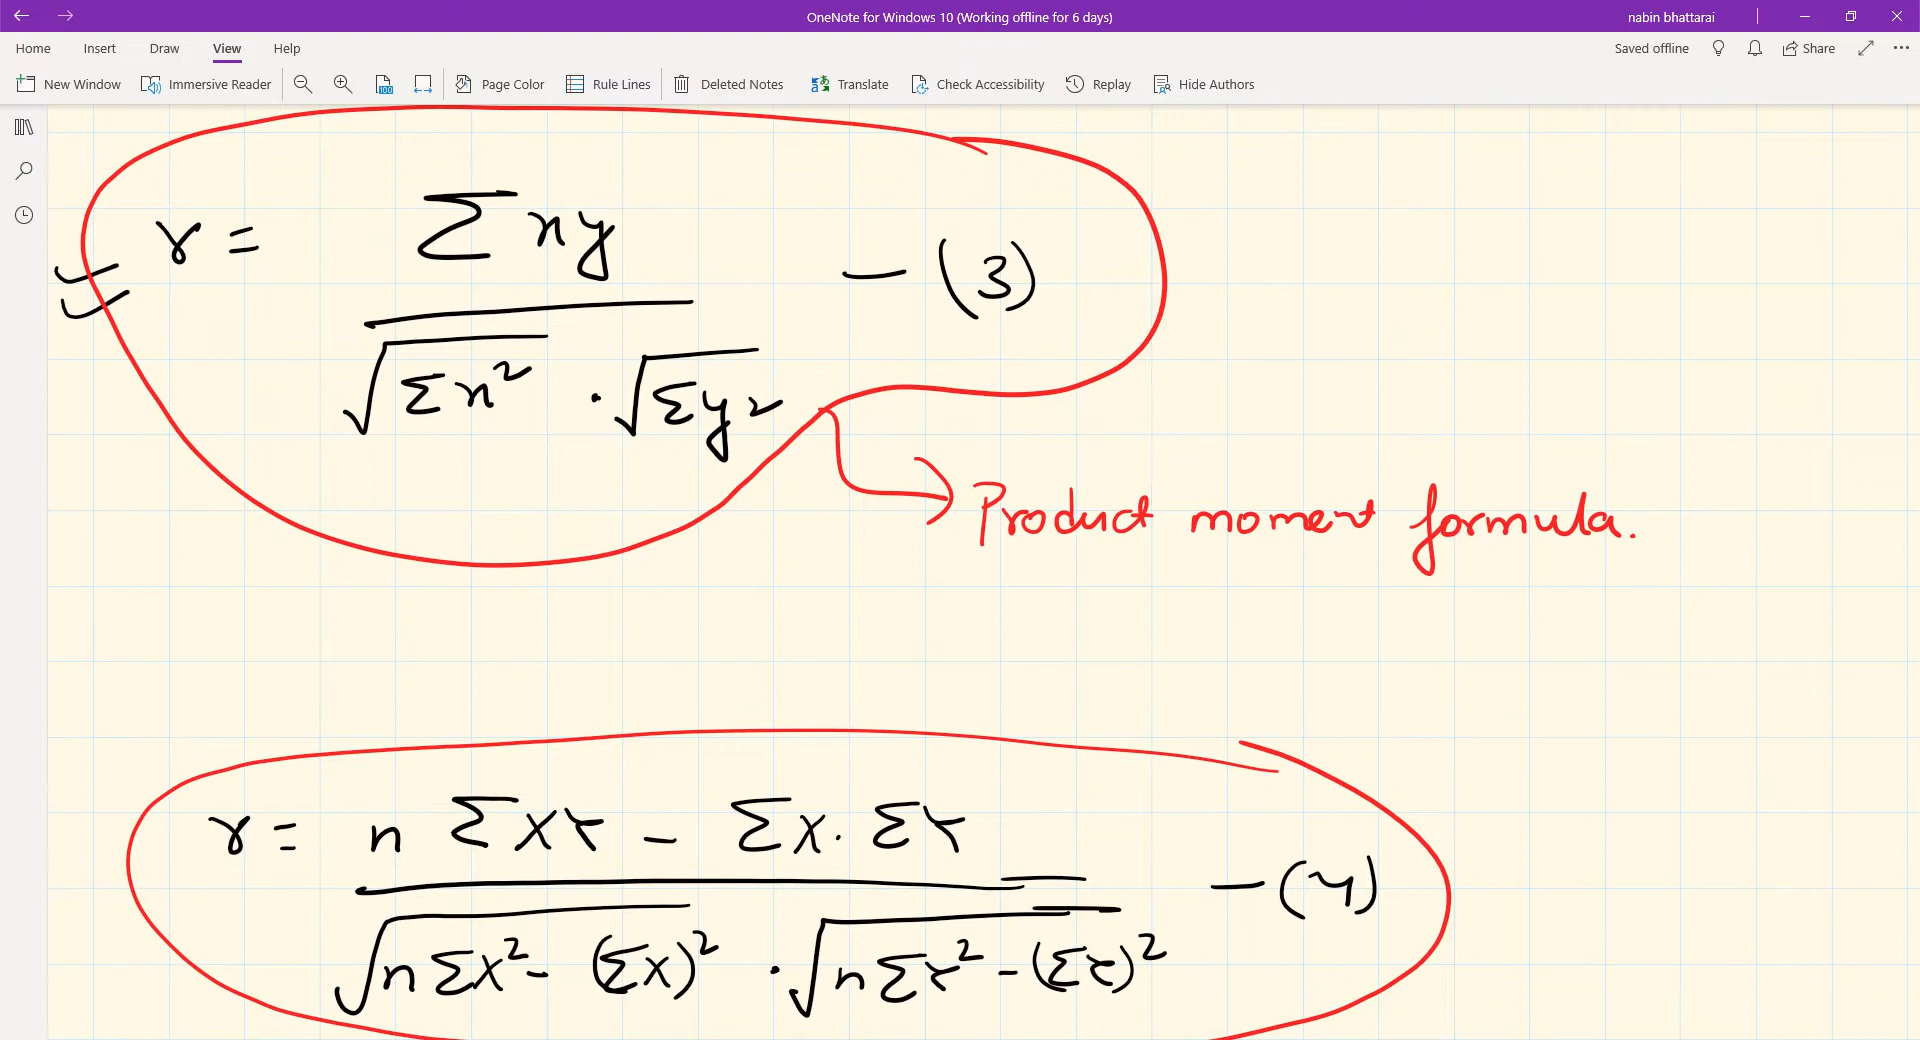 OneNote for Windows 10 (Working offline for 6 days)
nabin bhattarai
Home Insert Draw View Help
Saved offline Share
New Window Immersive Reader 100 Page Color Rule Lines Deleted Notes Translate Check Accessibility Replay Hide Authors
r = Σxy / √Σx² · √Σy² — (3)
Product moment formula.
r = n ΣXY - ΣX · ΣY / √nΣX² - (ΣX)² · √nΣY² - (ΣY)² — (4)